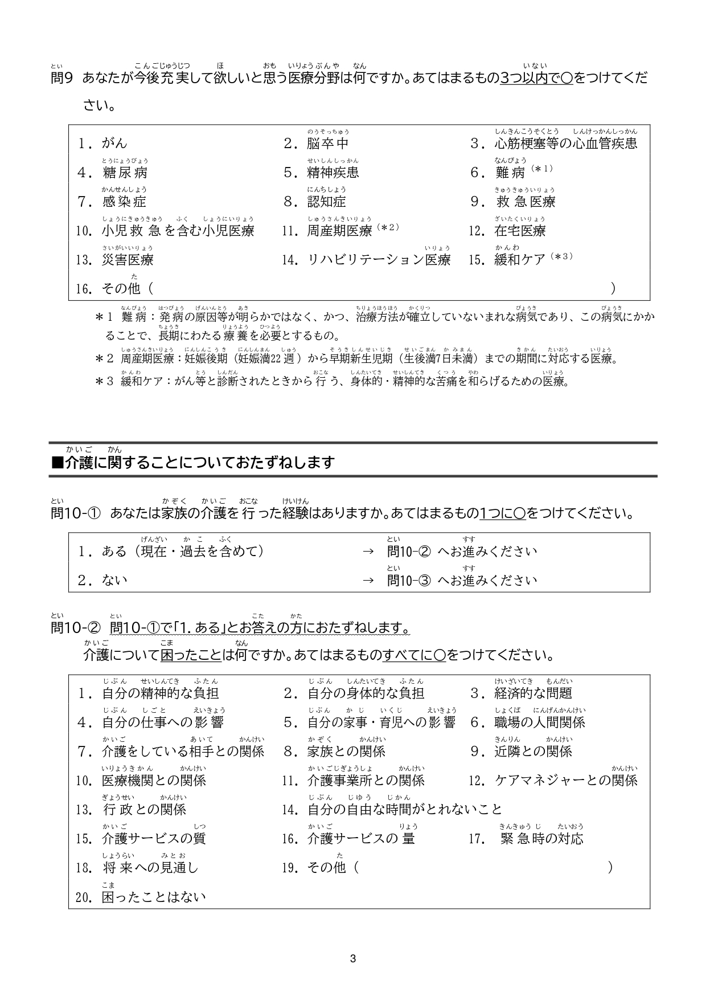 問9 あなたが今後充実して欲しいと思う医療分野は何ですか。あてはまるもの3つ以内で〇をつけてくだ
さい。
1．がん 2．脳卒中 3．心筋梗塞等の心血管疾患
4．糖尿病 5．精神疾患 6．難病（＊1）
7．感染症 8．認知症 9．救急医療
10．小児救急を含む小児医療 11．周産期医療（＊2） 12．在宅医療
13．災害医療 14．リハビリテーション医療 15．緩和ケア（＊3）
16．その他（ ）
＊1 難病：発病の原因等が明らかではなく、かつ、治療方法が確立していないまれな病気であり、この病気にかか
ることで、長期にわたる療養を必要とするもの。
＊2 周産期医療：妊娠後期（妊娠満22週）から早期新生児期（生後満7日未満）までの期間に対応する医療。
＊3 緩和ケア：がん等と診断されたときから行う、身体的・精神的な苦痛を和らげるための医療。
■介護に関することについておたずねします
問10-① あなたは家族の介護を行った経験はありますか。あてはまるもの1つに〇をつけてください。
1．ある（現在・過去を含めて） → 問10-② へお進みください
2．ない → 問10-③ へお進みください
問10-② 問10-①で「1．ある」とお答えの方におたずねします。
介護について困ったことは何ですか。あてはまるものすべてに〇をつけてください。
1．自分の精神的な負担 2．自分の身体的な負担 3．経済的な問題
4．自分の仕事への影響 5．自分の家事・育児への影響 6．職場の人間関係
7．介護をしている相手との関係 8．家族との関係 9．近隣との関係
10．医療機関との関係 11．介護事業所との関係 12．ケアマネジャーとの関係
13．行政との関係 14．自分の自由な時間がとれないこと
15．介護サービスの質 16．介護サービスの量 17．緊急時の対応
18．将来への見通し 19．その他（ ）
20．困ったことはない
3